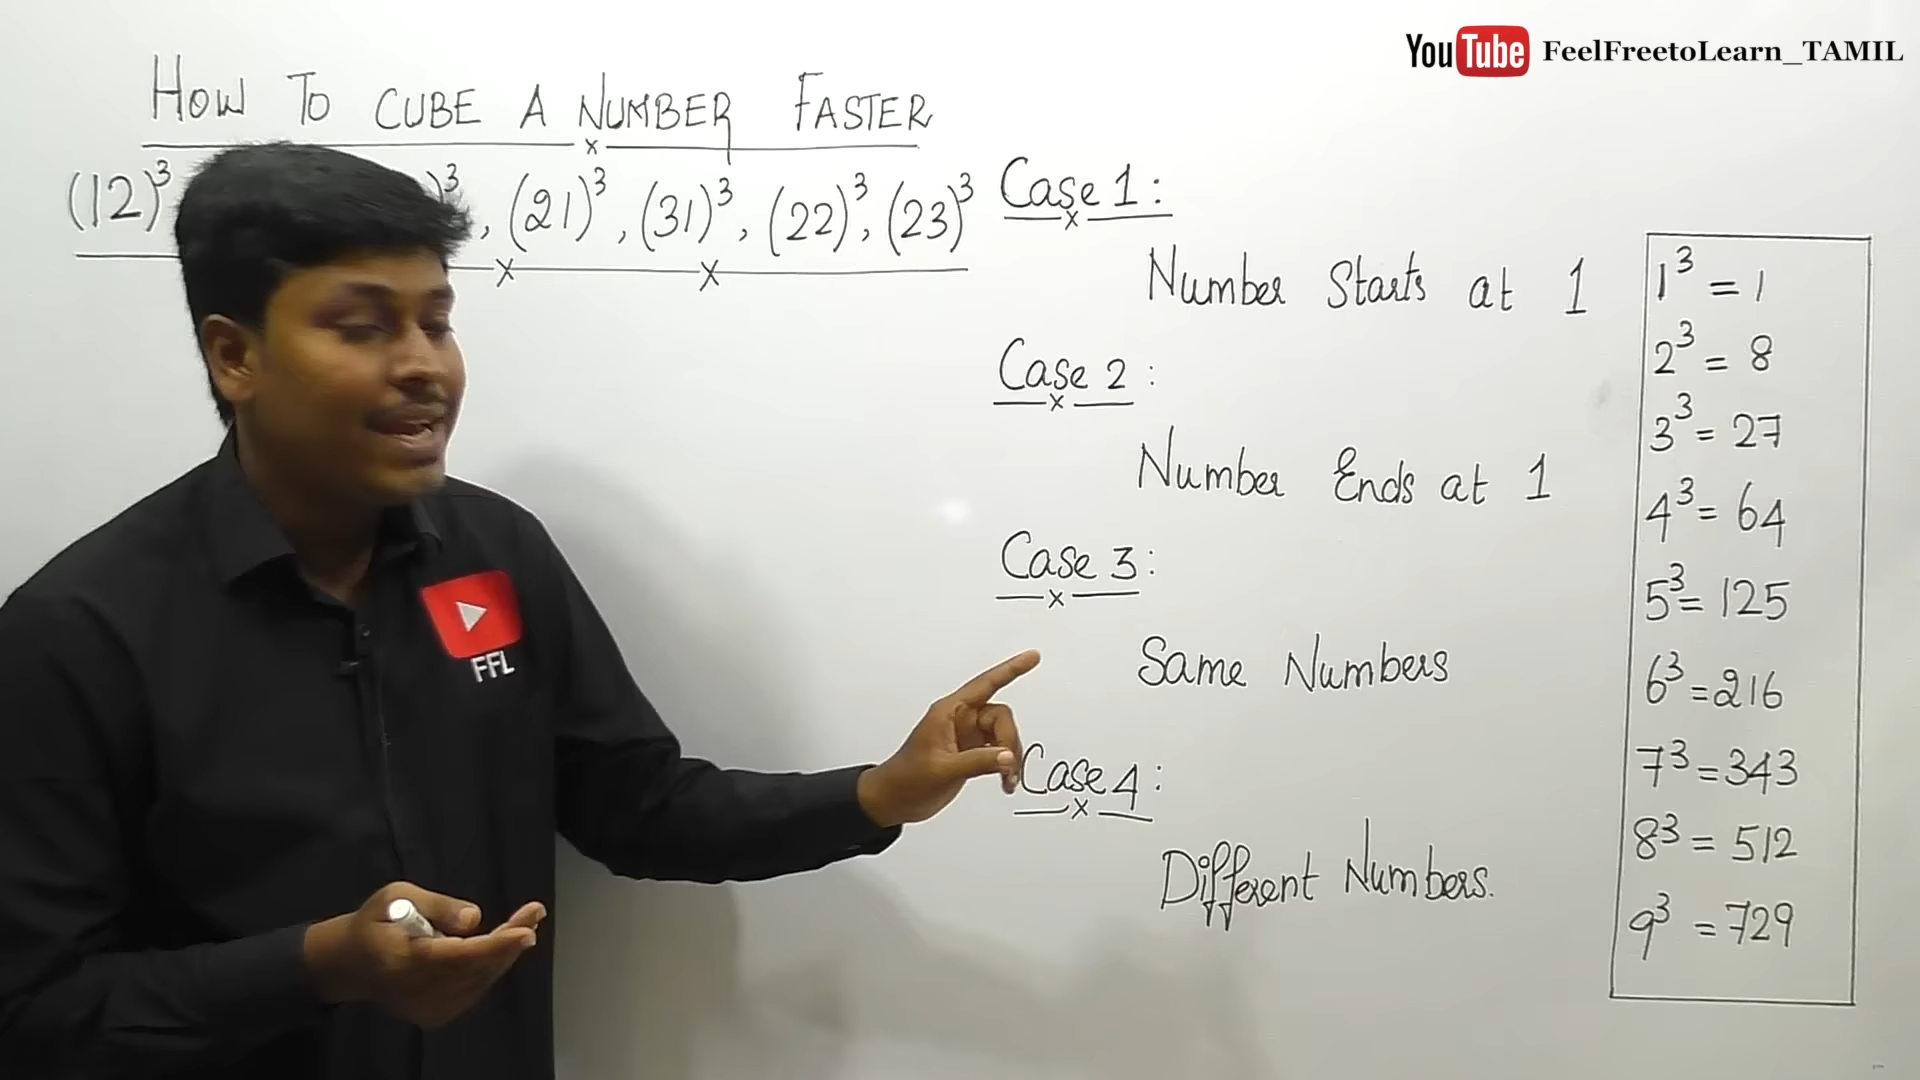 YouTube FeelFreetoLearn_TAMIL
HOW TO CUBE A NUMBER FASTER
(12)³ )³, (21)³, (31)³, (22)³, (23)³
Case 1:
Number Starts at 1
Case 2:
Number Ends at 1
Case 3:
Same Numbers
Case 4:
Different Numbers.
1³ = 1
2³ = 8
3³ = 27
4³ = 64
5³ = 125
6³ = 216
7³ = 343
8³ = 512
9³ = 729
FFL